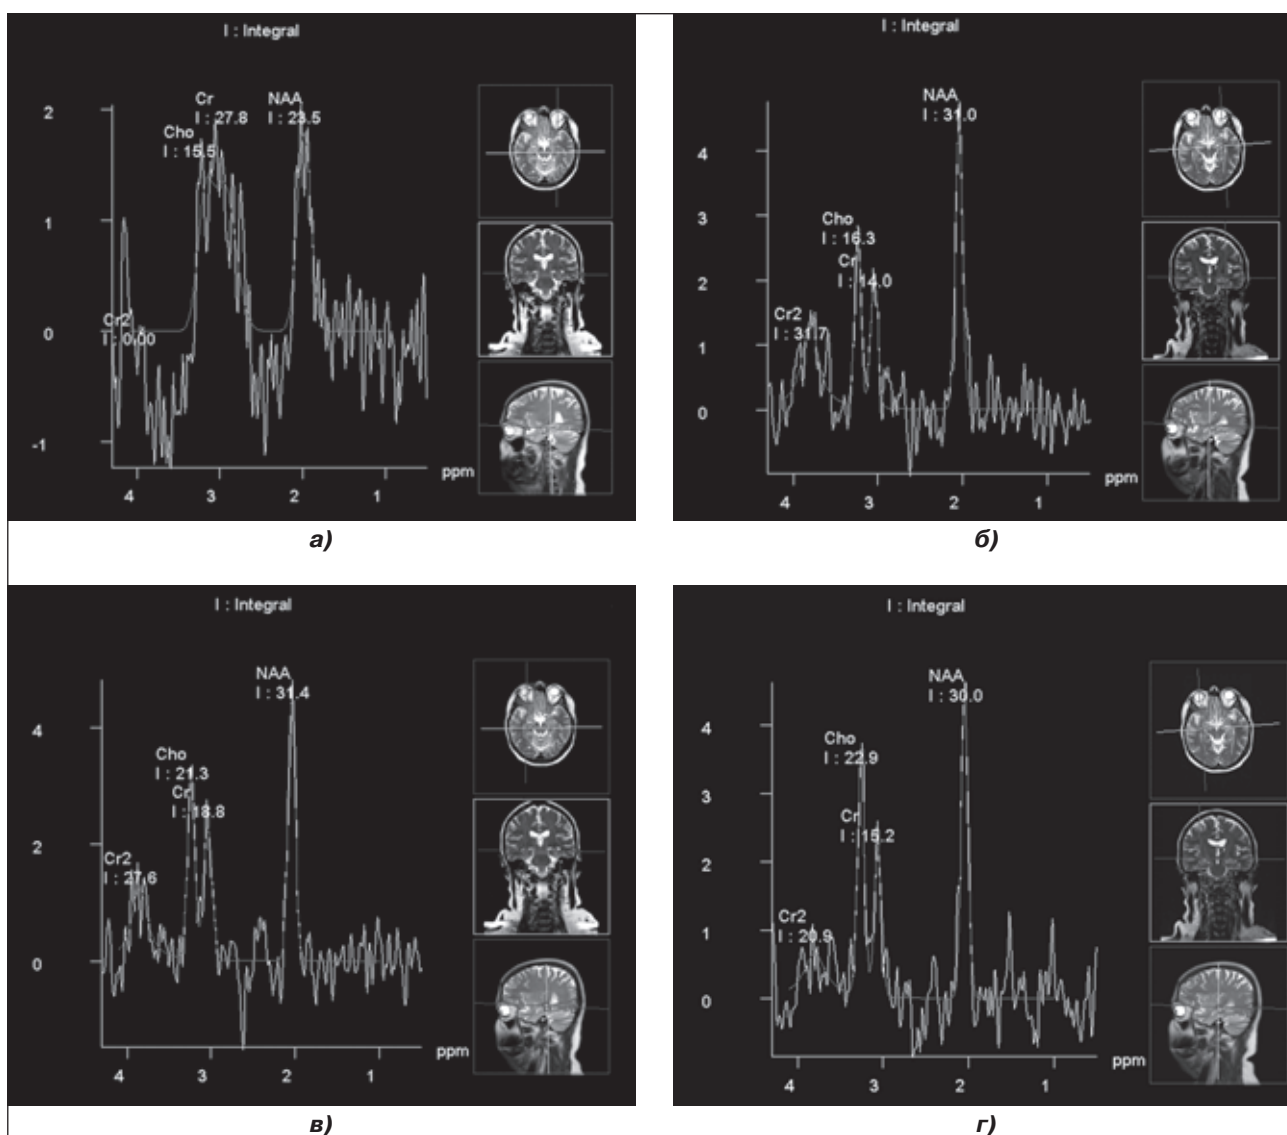 I : Integral
2
1
0
-1
Cr
I : 27.8
NAA
I : 23.5
Cho
I : 15.5
Cr2
I : 0.00
ppm
4 3 2 1
а)
I : Integral
4
3
2
1
0
NAA
I : 31.0
Cho
I : 16.3
Cr
I : 14.0
Cr2
I : 31.7
ppm
4 3 2 1
б)
I : Integral
4
2
0
NAA
I : 31.4
Cho
I : 21.3
Cr
I : 18.8
Cr2
I : 27.6
ppm
4 3 2 1
в)
I : Integral
4
3
2
1
0
NAA
I : 30.0
Cho
I : 22.9
Cr
I : 15.2
Cr2
I : 20.9
ppm
4 3 2 1
г)